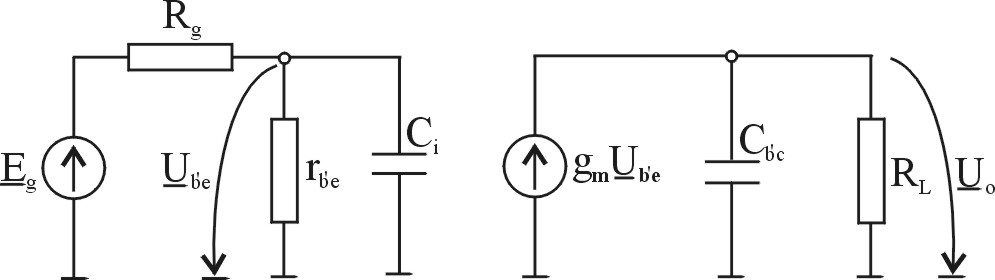 R_g
E_g
U_b'e
r_b'e
C_i
g_m U_b'e
C_b'c
R_L
U_o